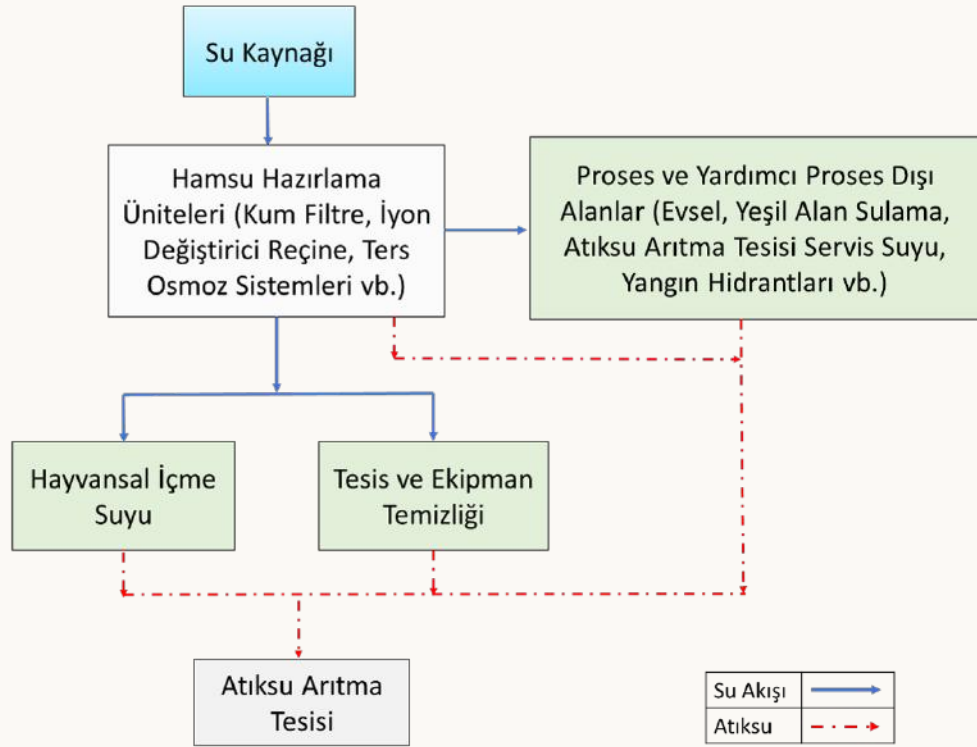 Su Kaynağı
Hamsu Hazırlama
Üniteleri (Kum Filtre, İyon
Değiştirici Reçine, Ters
Osmoz Sistemleri vb.)
Proses ve Yardımcı Proses Dışı
Alanlar (Evsel, Yeşil Alan Sulama,
Atıksu Arıtma Tesisi Servis Suyu,
Yangın Hidrantları vb.)
Hayvansal İçme
Suyu
Tesis ve Ekipman
Temizliği
Atıksu Arıtma
Tesisi
Su Akışı
Atıksu